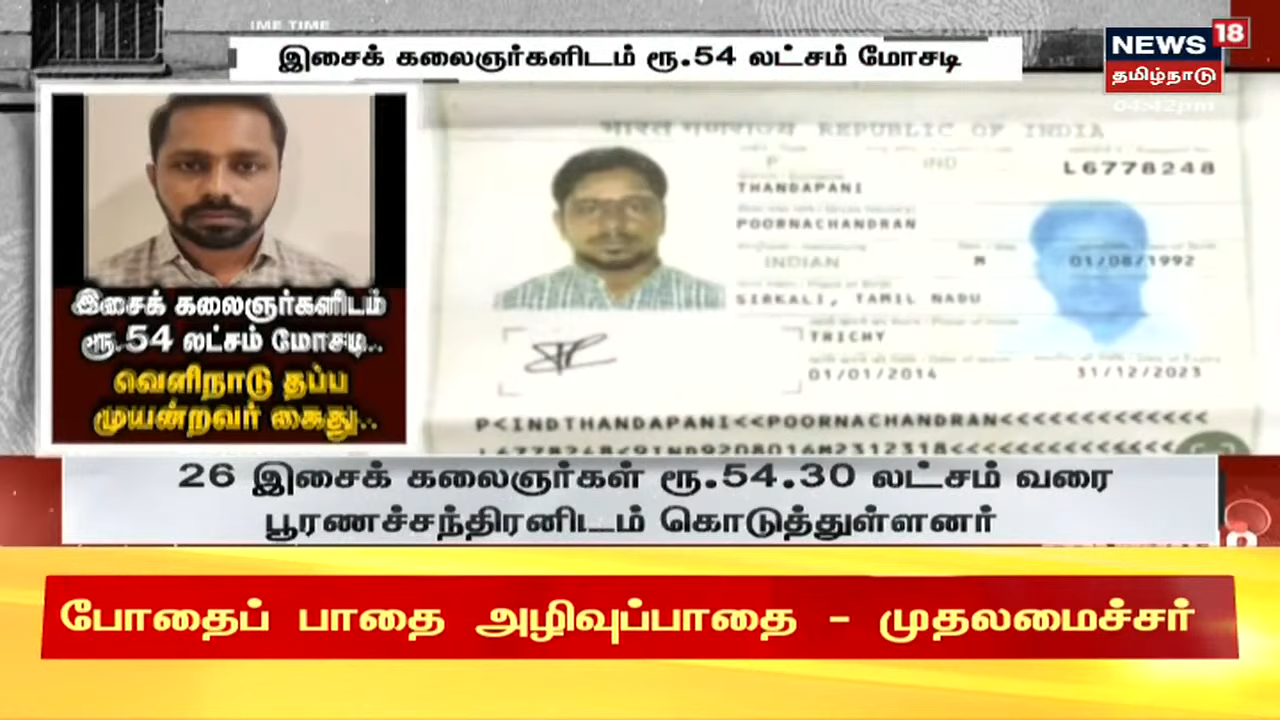 இசைக் கலைஞர்களிடம் ரூ.54 லட்சம் மோசடி
NEWS 18
தமிழ்நாடு
04:42pm
இசைக் கலைஞர்களிடம்
ரூ.54 லட்சம் மோசடி..
வெளிநாடு தப்ப
முயன்றவர் கைது..
REPUBLIC OF INDIA
P IND L6778248
THANDAPANI
POORNACHANDRAN
INDIAN M 01/08/1992
SIRKALI, TAMIL NADU
TRICHY
01/01/2014 31/12/2023
P<INDTHANDAPANI<<POORNACHANDRAN<<<<<<<<<<<<<
26 இசைக் கலைஞர்கள் ரூ.54.30 லட்சம் வரை
பூரணச்சந்திரனிடம் கொடுத்துள்ளனர்
போதைப் பாதை அழிவுப்பாதை - முதலமைச்சர்